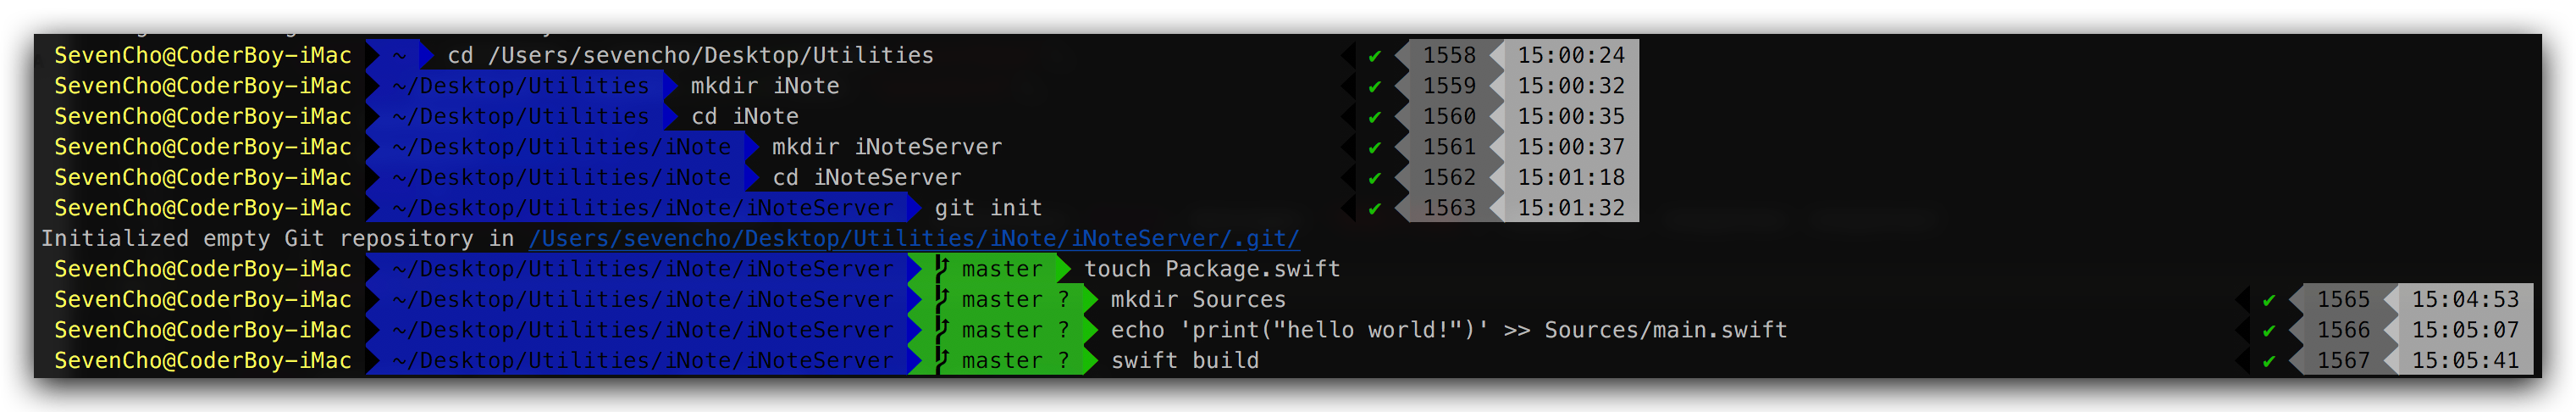 SevenCho@CoderBoy-iMac ~ cd /Users/sevencho/Desktop/Utilities ✔ 1558 15:00:24
SevenCho@CoderBoy-iMac ~/Desktop/Utilities mkdir iNote ✔ 1559 15:00:32
SevenCho@CoderBoy-iMac ~/Desktop/Utilities cd iNote ✔ 1560 15:00:35
SevenCho@CoderBoy-iMac ~/Desktop/Utilities/iNote mkdir iNoteServer ✔ 1561 15:00:37
SevenCho@CoderBoy-iMac ~/Desktop/Utilities/iNote cd iNoteServer ✔ 1562 15:01:18
SevenCho@CoderBoy-iMac ~/Desktop/Utilities/iNote/iNoteServer git init ✔ 1563 15:01:32
Initialized empty Git repository in /Users/sevencho/Desktop/Utilities/iNote/iNoteServer/.git/
SevenCho@CoderBoy-iMac ~/Desktop/Utilities/iNote/iNoteServer master touch Package.swift
SevenCho@CoderBoy-iMac ~/Desktop/Utilities/iNote/iNoteServer master ? mkdir Sources ✔ 1565 15:04:53
SevenCho@CoderBoy-iMac ~/Desktop/Utilities/iNote/iNoteServer master ? echo 'print("hello world!")' >> Sources/main.swift ✔ 1566 15:05:07
SevenCho@CoderBoy-iMac ~/Desktop/Utilities/iNote/iNoteServer master ? swift build ✔ 1567 15:05:41